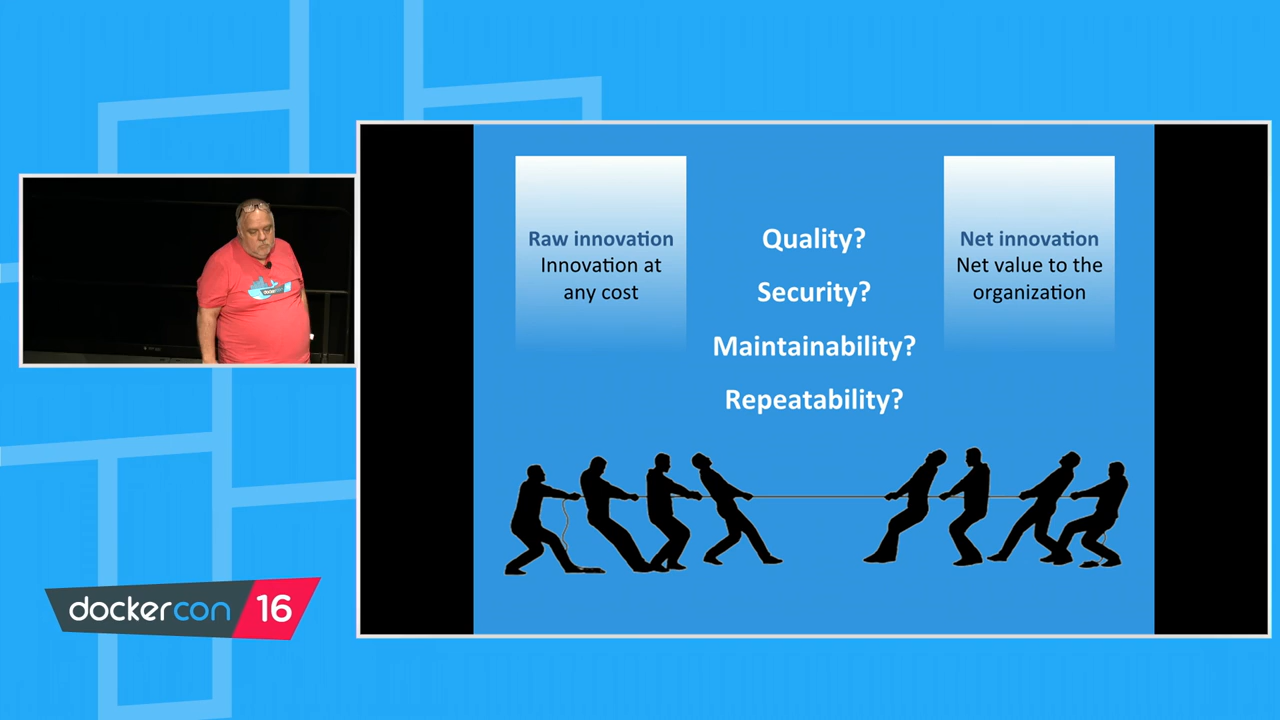 Raw innovation
Innovation at
any cost
Quality?
Security?
Maintainability?
Repeatability?
Net innovation
Net value to the
organization
docker
dockercon 16